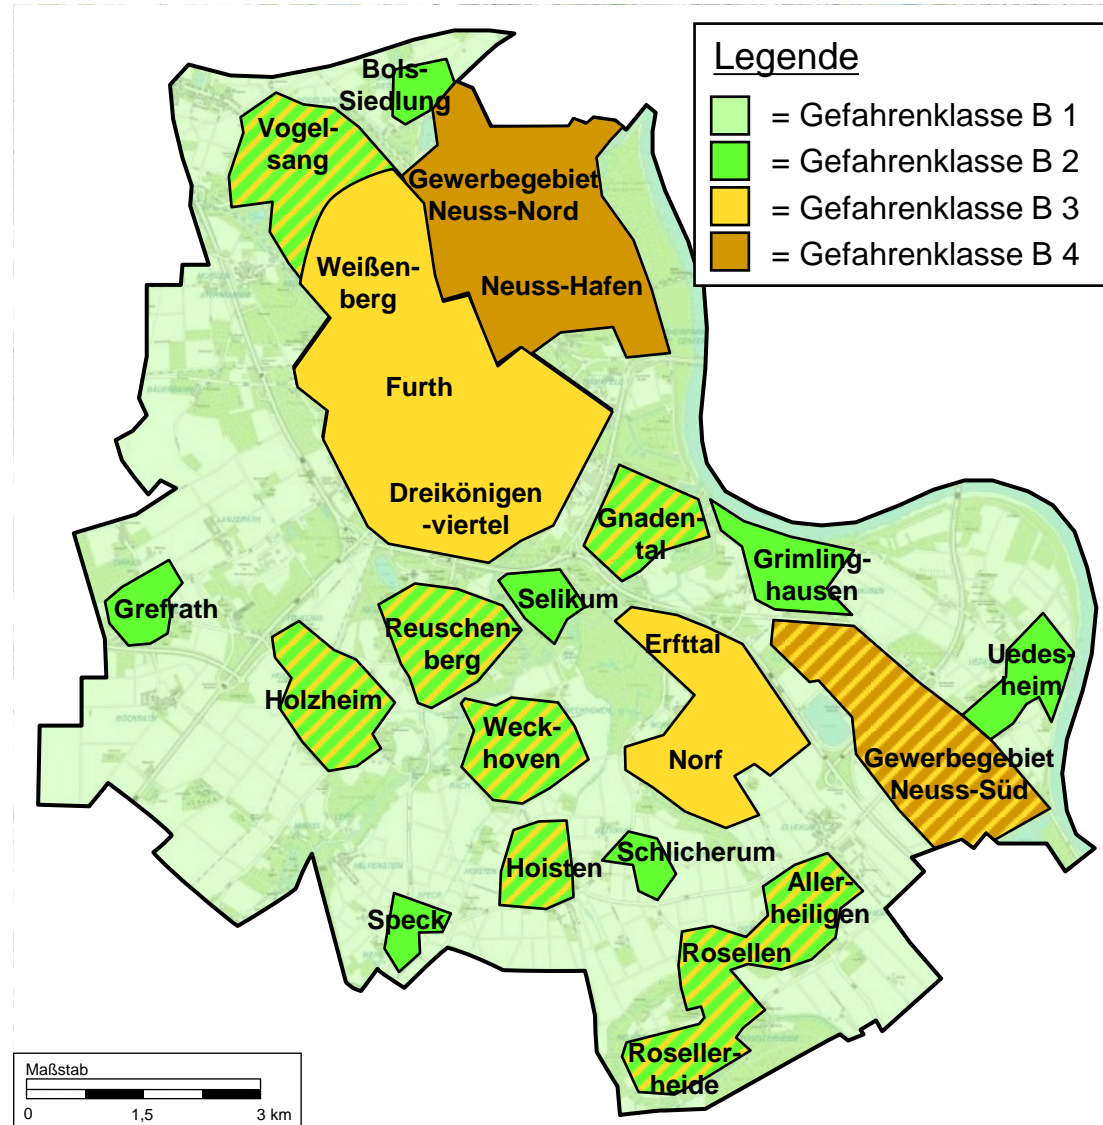 Legende
= Gefahrenklasse B 1
= Gefahrenklasse B 2
= Gefahrenklasse B 3
= Gefahrenklasse B 4
Bols-
Siedlung
Vogel-
sang
Gewerbegebiet
Neuss-Nord
Neuss-Hafen
Weißen-
berg
Furth
Dreikönigen
-viertel
Gnaden-
tal
Grimling-
hausen
Grefrath
Selikum
Reuschen-
berg
Erfttal
Uedes-
heim
Holzheim
Weck-
hoven
Norf
Gewerbegebiet
Neuss-Süd
Hoisten
Schlicherum
Aller-
heiligen
Speck
Rosellen
Roseller-
heide
Maßstab
0 1,5 3 km